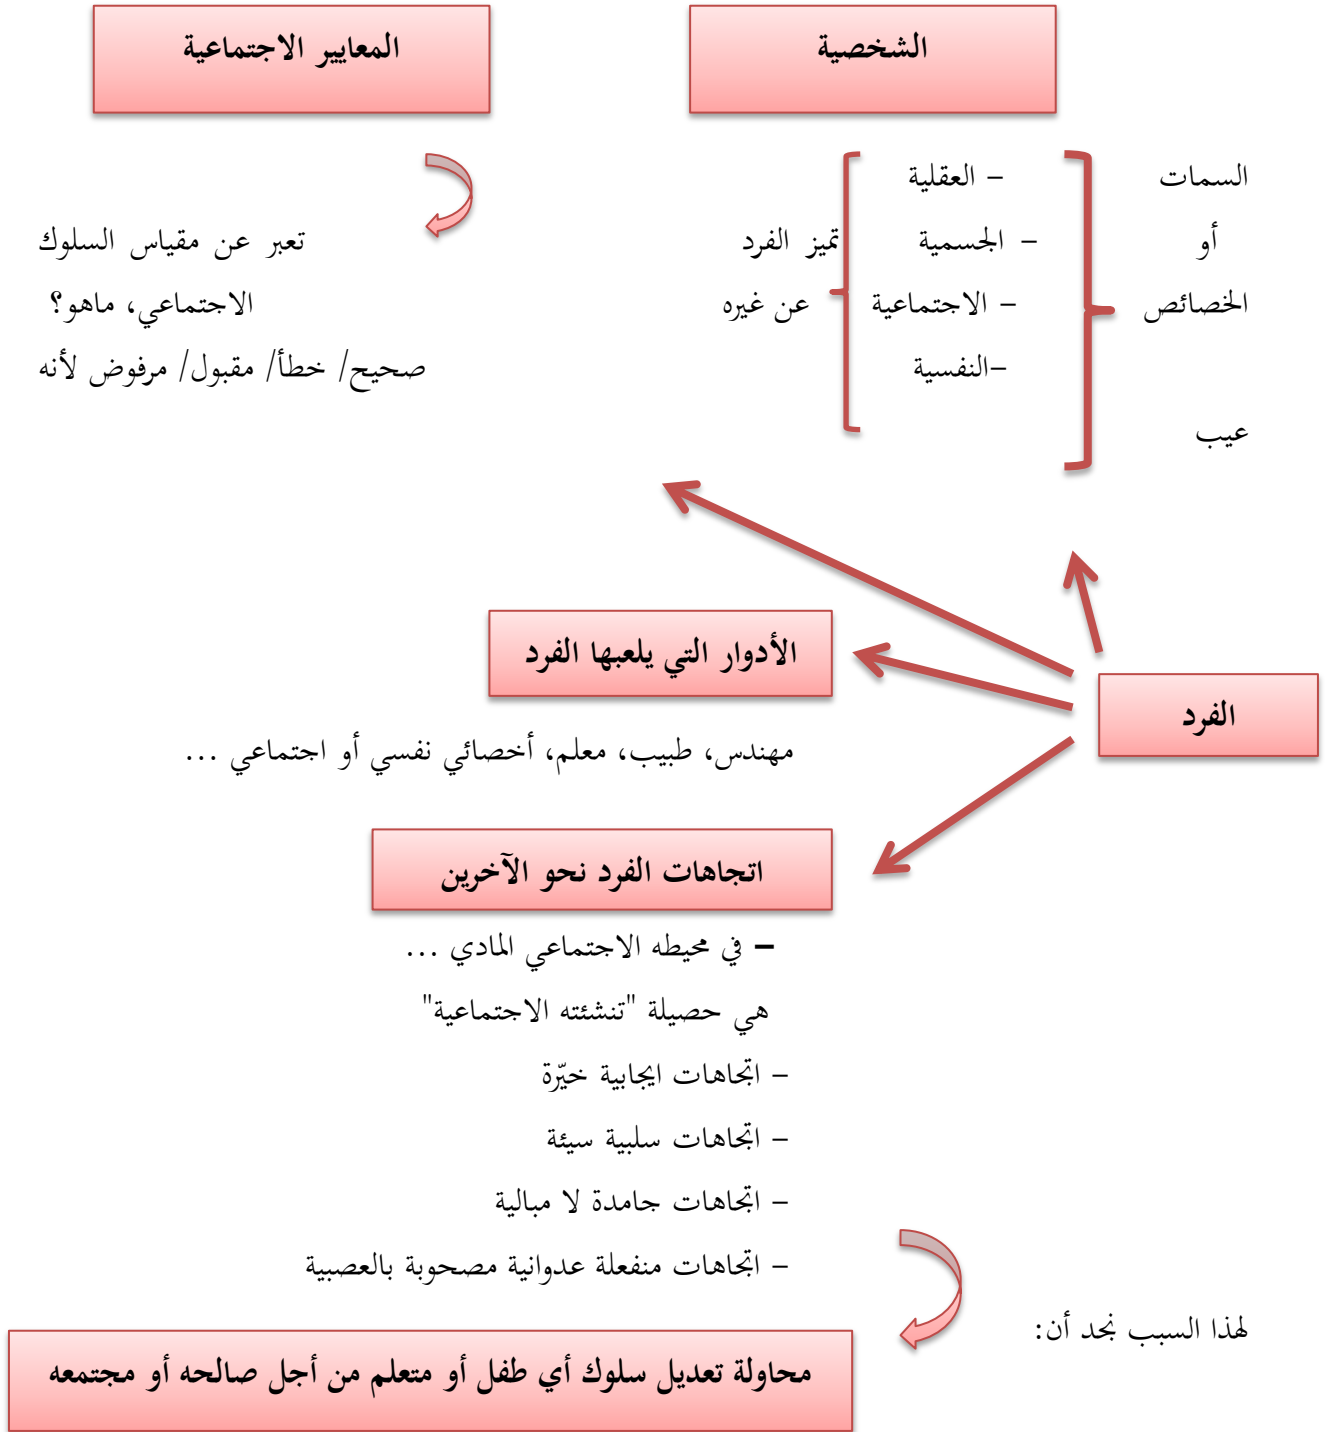 الشخصية
المعايير الاجتماعية
السمات
أو
الخصائص
عيب
– العقلية
– الجسمية
– الاجتماعية
–النفسية
تميز الفرد
عن غيره
تعبر عن مقياس السلوك
الاجتماعي، ماهو؟
صحيح/ خطأ/ مقبول/ مرفوض لأنه
الأدوار التي يلعبها الفرد
الفرد
مهندس، طبيب، معلم، أخصائي نفسي أو اجتماعي ...
اتجاهات الفرد نحو الآخرين
– في محيطه الاجتماعي المادي ...
هي حصيلة "تنشئته الاجتماعية"
– اتجاهات ايجابية خيّرة
– اتجاهات سلبية سيئة
– اتجاهات جامدة لا مبالية
– اتجاهات منفعلة عدوانية مصحوبة بالعصبية
لهذا السبب نجد أن:
محاولة تعديل سلوك أي طفل أو متعلم من أجل صالحه أو مجتمعه